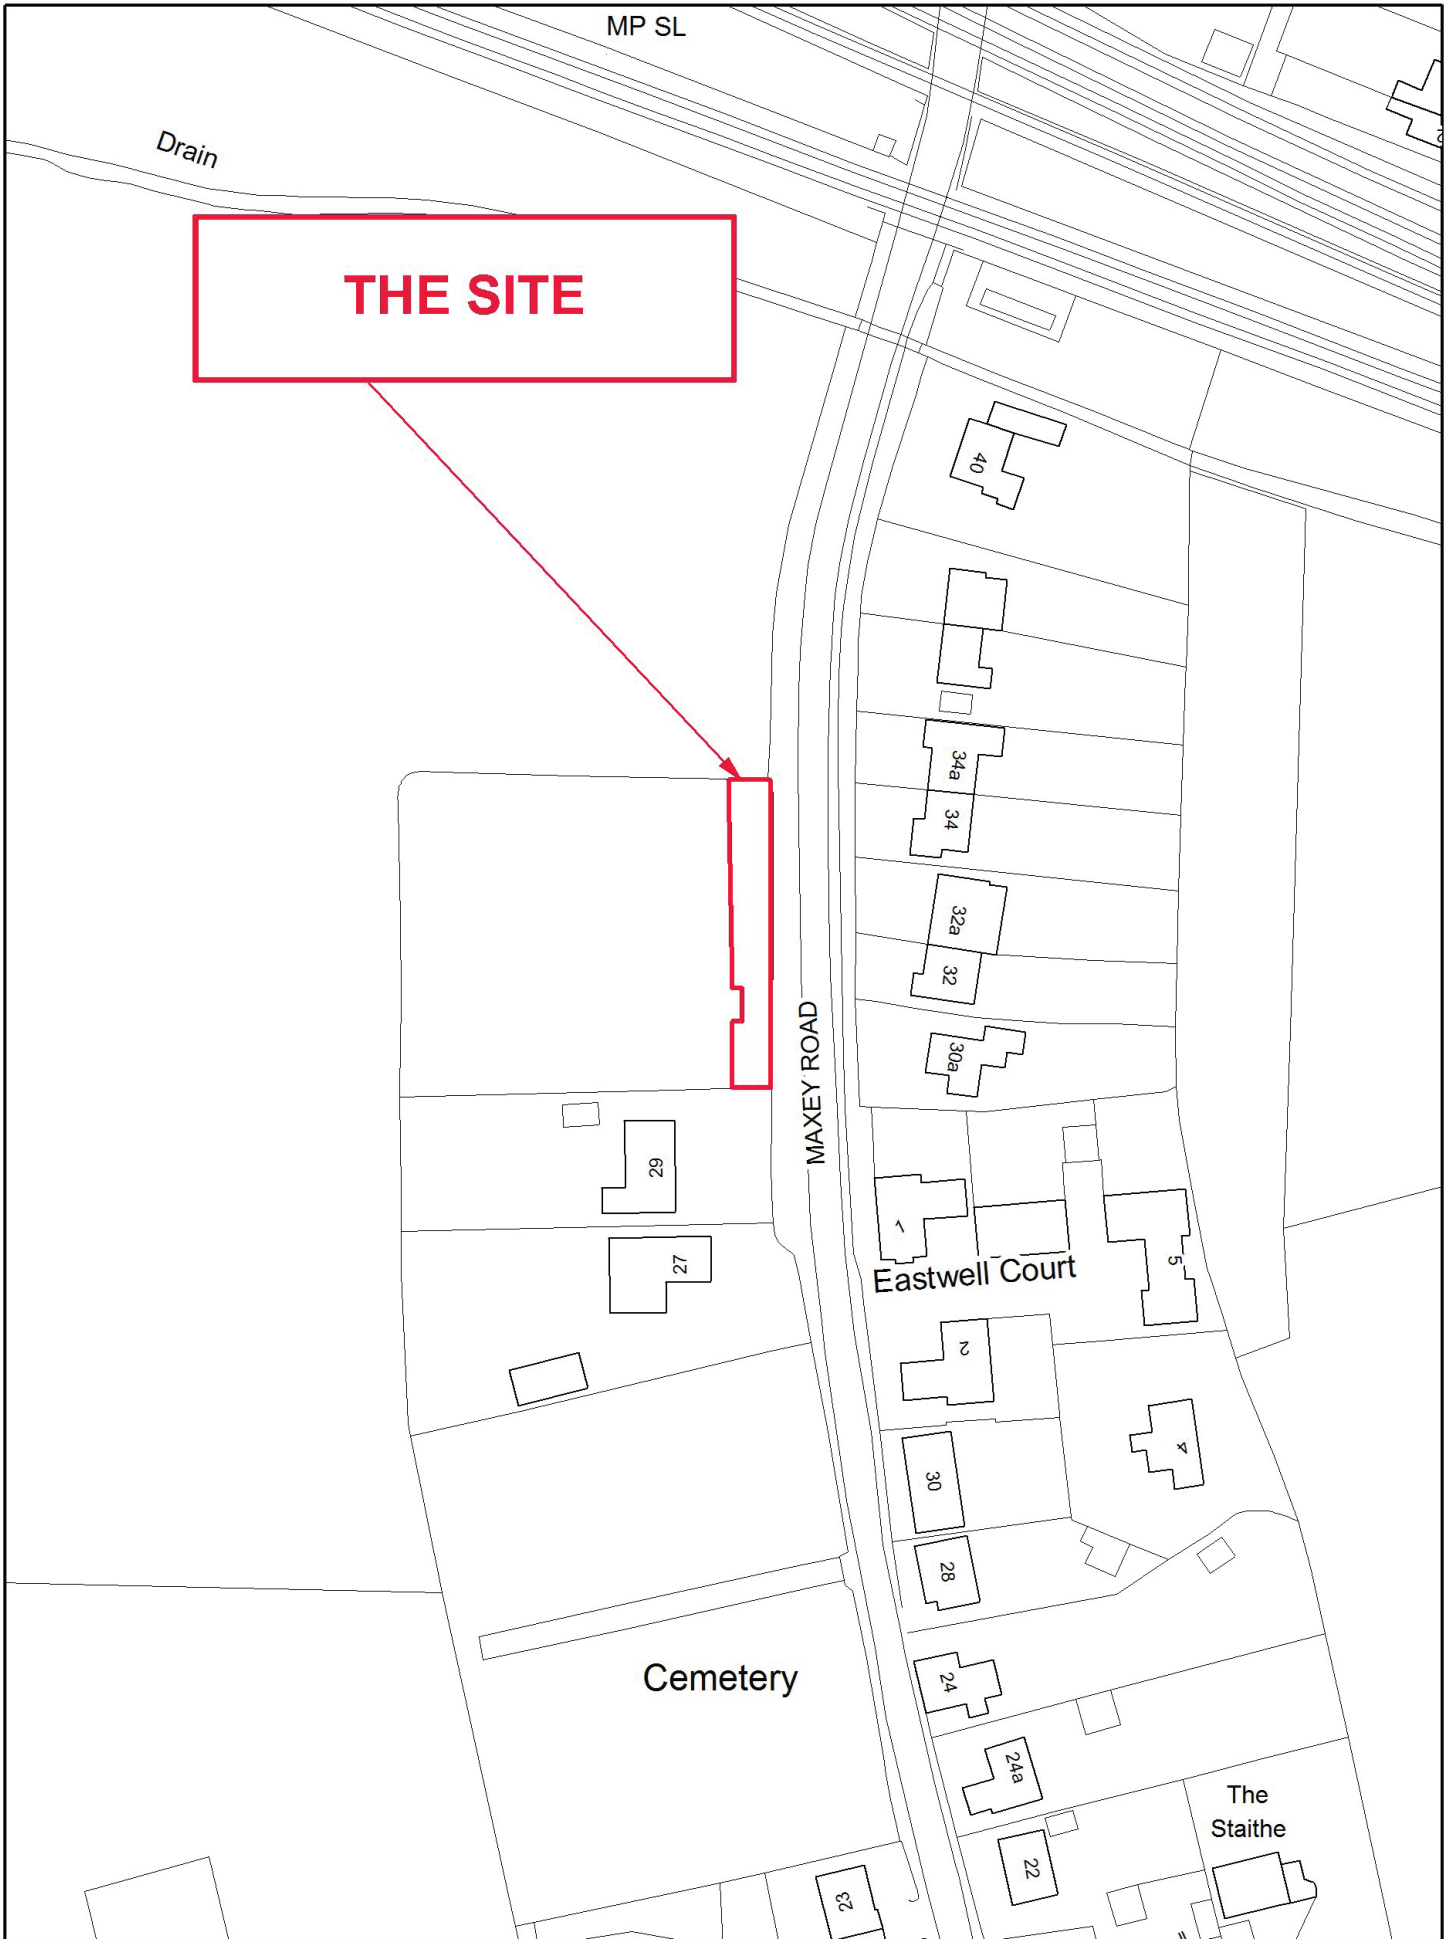 MP SL
Drain
THE SITE
40
34a
34
32a
32
MAXEY ROAD
30a
29
1
27
Eastwell Court
5
2
4
30
28
Cemetery
24
24a
The
Staithe
22
23